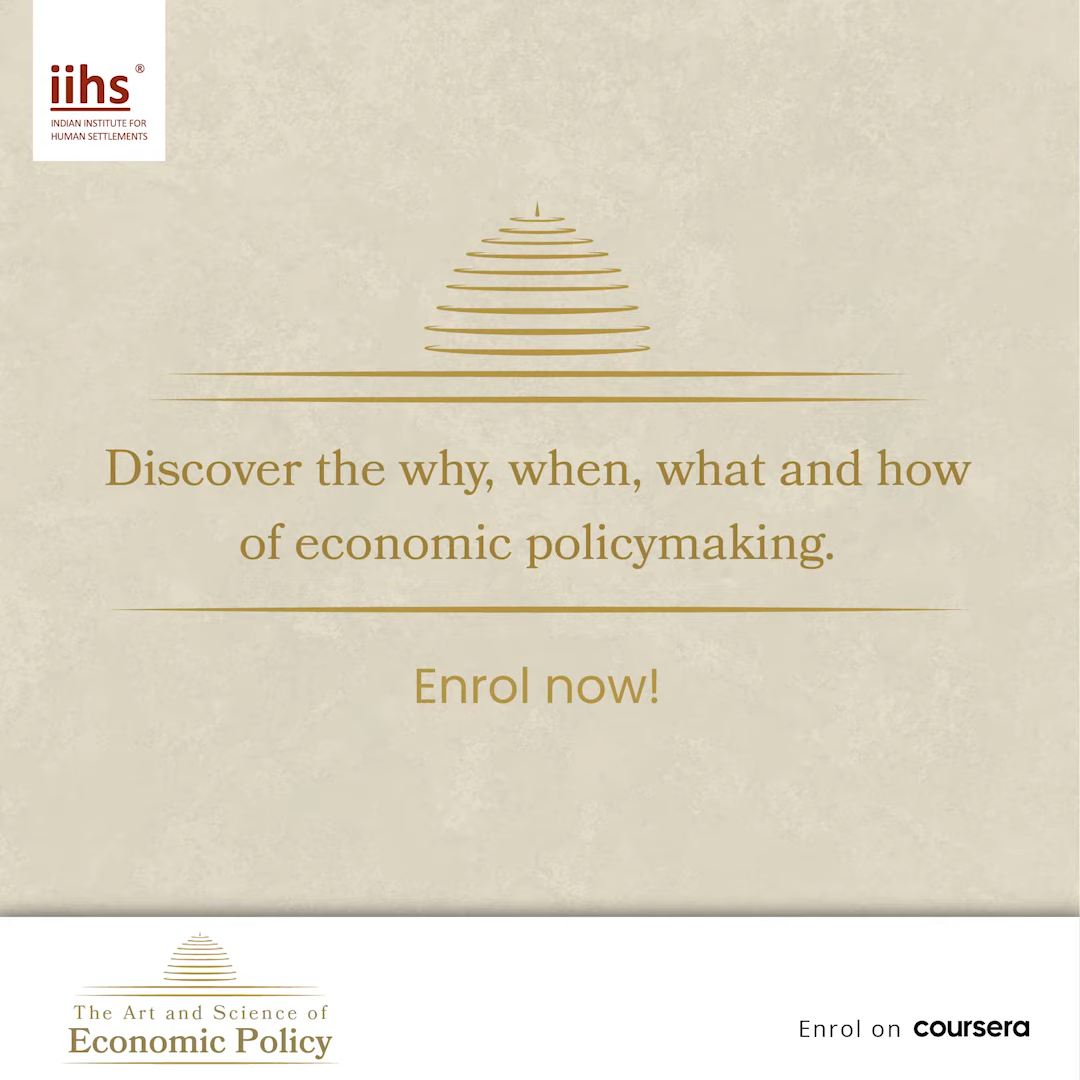 iihs®
INDIAN INSTITUTE FOR
HUMAN SETTLEMENTS
Discover the why, when, what and how
of economic policymaking.
Enrol now!
The Art and Science of
Economic Policy
Enrol on coursera